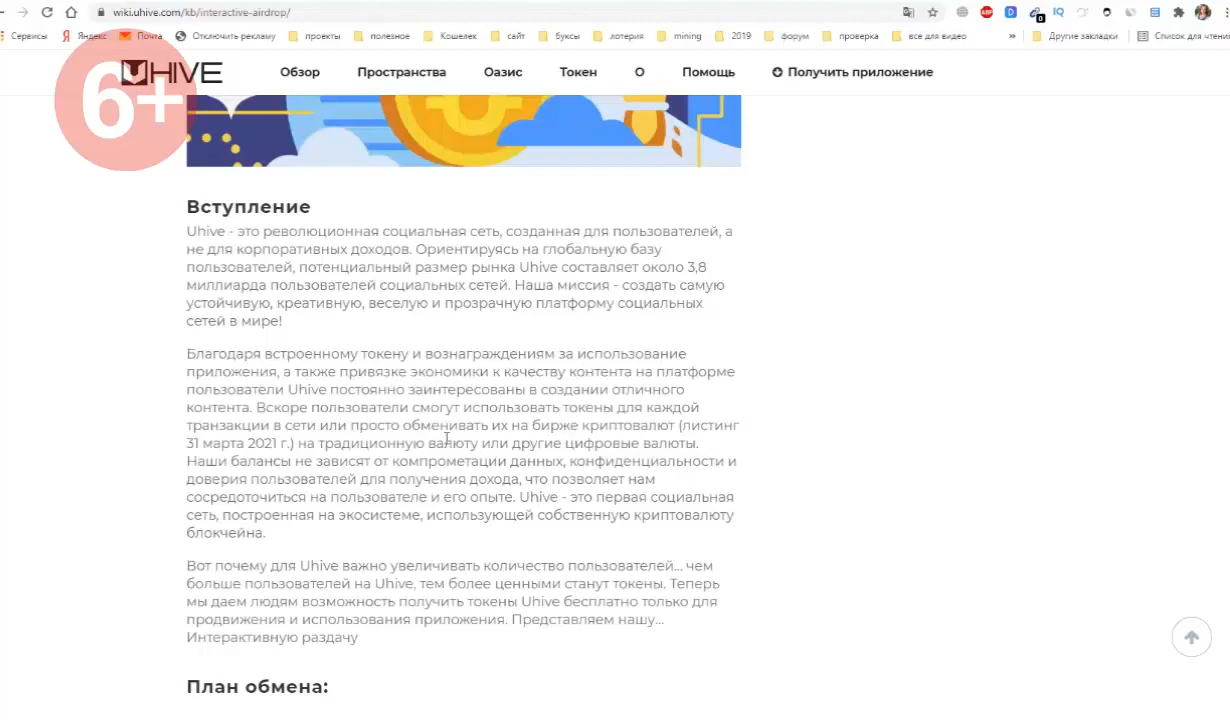 wiki.uhive.com/kb/interactive-airdrop/
ABP
D
0
IQ
Сервисы
Я
Яндекс
Почта
Отключить рекламу
проекты
полезное
Кошелек
сайт
буксы
лотерия
mining
2019
форум
проверка
все для видео
»
Другие закладки
Список для чтения
6+
UHIVE
Обзор
Пространства
Оазис
Токен
О
Помощь
Получить приложение
Вступление
Uhive - это революционная социальная сеть, созданная для пользователей, а
не для корпоративных доходов. Ориентируясь на глобальную базу
пользователей, потенциальный размер рынка Uhive составляет около 3,8
миллиарда пользователей социальных сетей. Наша миссия - создать самую
устойчивую, креативную, веселую и прозрачную платформу социальных
сетей в мире!
Благодаря встроенному токену и вознаграждениям за использование
приложения, а также привязке экономики к качеству контента на платформе
пользователи Uhive постоянно заинтересованы в создании отличного
контента. Вскоре пользователи смогут использовать токены для каждой
транзакции в сети или просто обменивать их на бирже криптовалют (листинг
31 марта 2021 г.) на традиционную валюту или другие цифровые валюты.
Наши балансы не зависят от компрометации данных, конфиденциальности и
доверия пользователей для получения дохода, что позволяет нам
сосредоточиться на пользователе и его опыте. Uhive - это первая социальная
сеть, построенная на экосистеме, использующей собственную криптовалюту
блокчейна.
Вот почему для Uhive важно увеличивать количество пользователей... чем
больше пользователей на Uhive, тем более ценными станут токены. Теперь
мы даем людям возможность получить токены Uhive бесплатно только для
продвижения и использования приложения. Представляем нашу...
Интерактивную раздачу
План обмена: